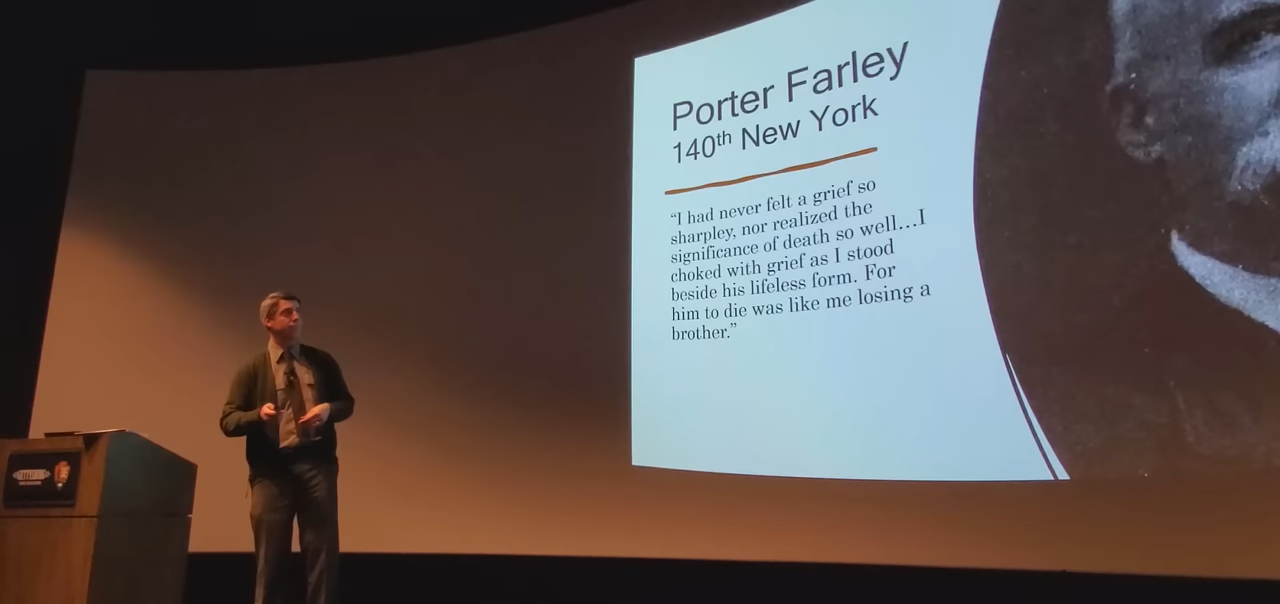 Porter Farley
140th New York
“I had never felt a grief so
sharpley, nor realized the
significance of death so well…I
choked with grief as I stood
beside his lifeless form. For
him to die was like me losing a
brother.”
GETTYSBURG